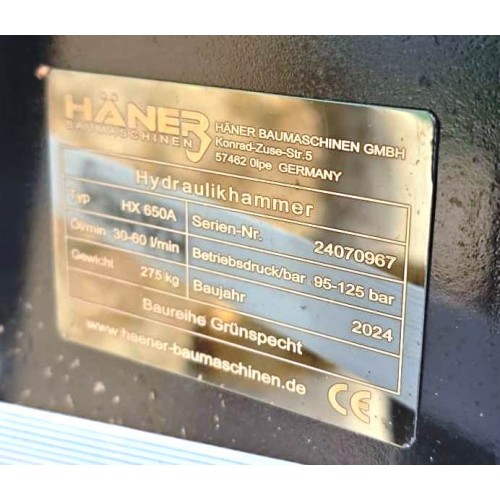 HÄNER
BAUMASCHINEN
HÄNER BAUMASCHINEN GMBH
Konrad-Zuse-Str.5
57462 Olpe GERMANY
Hydraulikhammer
Typ HX 650A Serien-Nr. 24070967
Öl/min 30-60 l/min Betriebsdruck/bar 95-125 bar
Gewicht 275 kg Baujahr 2024
Baureihe Grünspecht
www.haener-baumaschinen.de CE